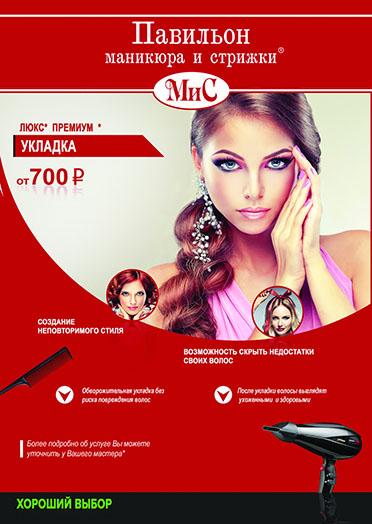 Павильон
маникюра и стрижки®
МиС
ЛЮКС* ПРЕМИУМ *
УКЛАДКА
от 700 ₽
СОЗДАНИЕ
НЕПОВТОРИМОГО СТИЛЯ
ВОЗМОЖНОСТЬ СКРЫТЬ НЕДОСТАТКИ
СВОИХ ВОЛОС
Обворожительная укладка без
риска повреждения волос
После укладки волосы выглядят
ухоженными и здоровыми
Более подробно об услуге Вы можете
уточнить у Вашего мастера*
ХОРОШИЙ ВЫБОР